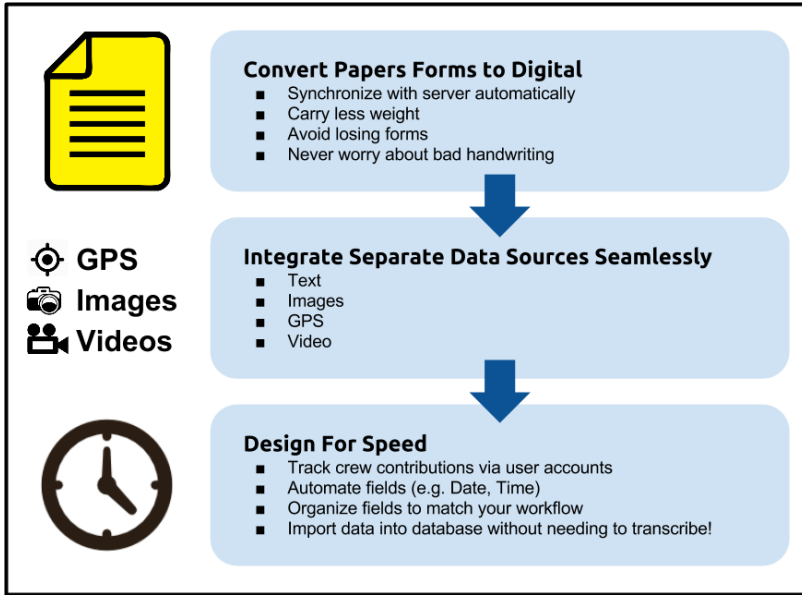 Convert Papers Forms to Digital
■ Synchronize with server automatically
■ Carry less weight
■ Avoid losing forms
■ Never worry about bad handwriting
GPS
Images
Videos
Integrate Separate Data Sources Seamlessly
■ Text
■ Images
■ GPS
■ Video
Design For Speed
■ Track crew contributions via user accounts
■ Automate fields (e.g. Date, Time)
■ Organize fields to match your workflow
■ Import data into database without needing to transcribe!